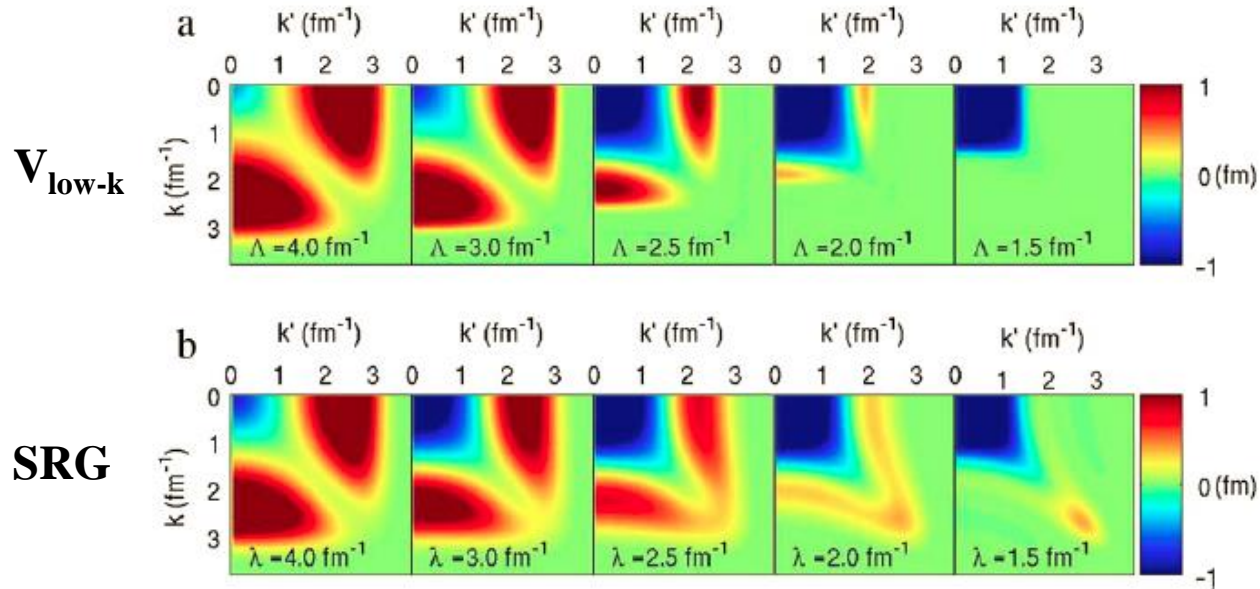 a
k' (fm⁻¹) k' (fm⁻¹) k' (fm⁻¹) k' (fm⁻¹) k' (fm⁻¹)
0 1 2 3 0 1 2 3 0 1 2 3 0 1 2 3 0 1 2 3
V_low-k
k (fm⁻¹)
0
1
2
3
Λ =4.0 fm⁻¹ Λ =3.0 fm⁻¹ Λ =2.5 fm⁻¹ Λ =2.0 fm⁻¹ Λ =1.5 fm⁻¹
1
0 (fm)
−1
b
k' (fm⁻¹) k' (fm⁻¹) k' (fm⁻¹) k' (fm⁻¹) k' (fm⁻¹)
0 1 2 3 0 1 2 3 0 1 2 3 0 1 2 3 0 1 2 3
SRG
k (fm⁻¹)
0
1
2
3
λ =4.0 fm⁻¹ λ =3.0 fm⁻¹ λ =2.5 fm⁻¹ λ =2.0 fm⁻¹ λ =1.5 fm⁻¹
1
0 (fm)
−1